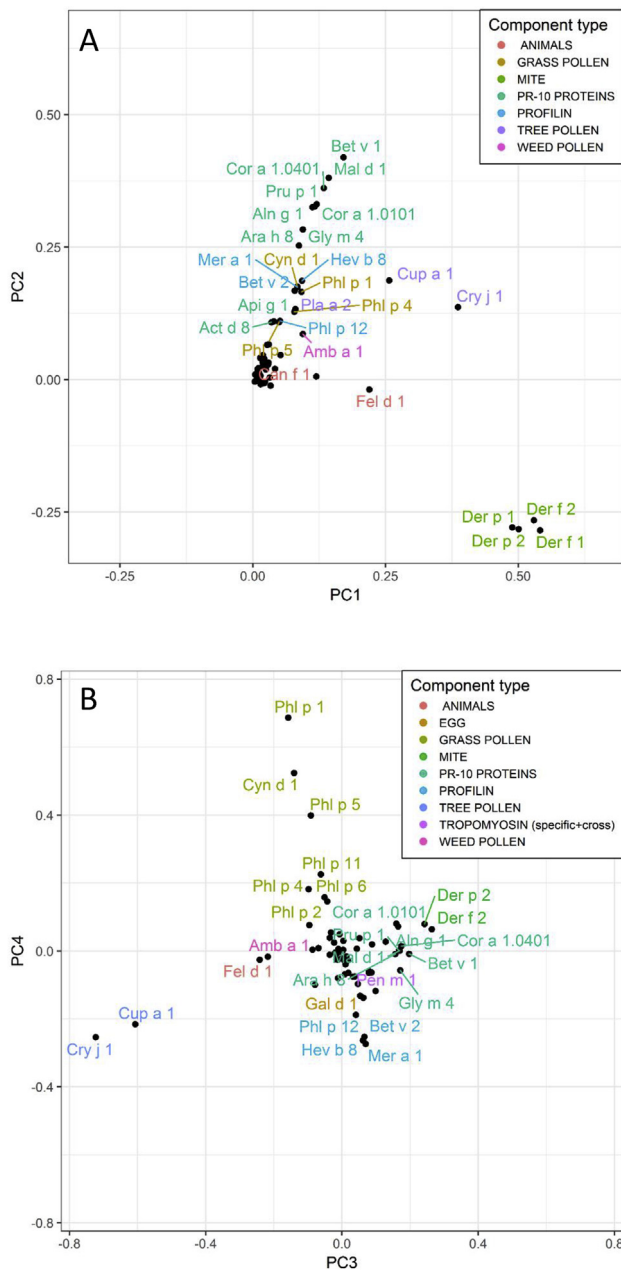 A
Component type
ANIMALS
GRASS POLLEN
MITE
PR-10 PROTEINS
PROFILIN
TREE POLLEN
WEED POLLEN
0.50
0.25
0.00
-0.25
PC2
Bet v 1
Cor a 1.0401
Mal d 1
Pru p 1
Aln g 1
Cor a 1.0101
Ara h 8
Gly m 4
Mer a 1
Cyn d 1
Hev b 8
Cup a 1
Bet v 2
Phl p 1
Cry j 1
Api g 1
Pla a 2
Phl p 4
Act d 8
Phl p 12
Phl p 5
Amb a 1
Can f 1
Fel d 1
Der p 1
Der f 2
Der p 2
Der f 1
-0.25
0.00
0.25
0.50
PC1
B
Component type
ANIMALS
EGG
GRASS POLLEN
MITE
PR-10 PROTEINS
PROFILIN
TREE POLLEN
TROPOMYOSIN (specific+cross)
WEED POLLEN
0.8
0.4
0.0
-0.4
-0.8
PC4
Phl p 1
Cyn d 1
Phl p 5
Phl p 11
Phl p 4
Phl p 6
Der p 2
Phl p 2
Cor a 1.0101
Der f 2
Amb a 1
Pru p 1
Aln g 1
Cor a 1.0401
Mal d 1
Fel d 1
Bet v 1
Ara h 8
Pen m 1
Gly m 4
Gal d 1
Cup a 1
Phl p 12
Bet v 2
Cry j 1
Hev b 8
Mer a 1
-0.8
-0.4
0.0
0.4
0.8
PC3